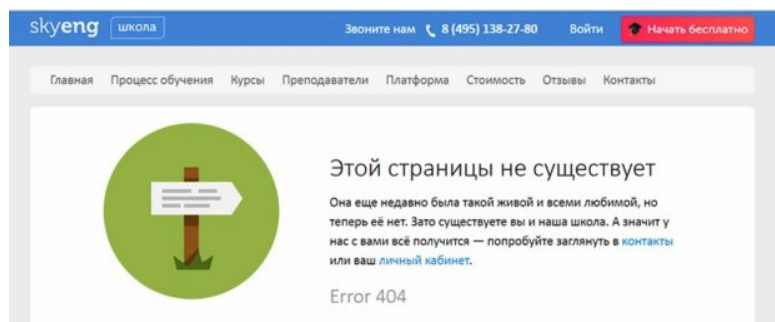 skyeng школа Звоните нам 8 (495) 138-27-80 Войти Начать бесплатно
Главная Процесс обучения Курсы Преподаватели Платформа Стоимость Отзывы Контакты
Этой страницы не существует
Она еще недавно была такой живой и всеми любимой, но
теперь её нет. Зато существуете вы и наша школа. А значит у
нас с вами всё получится — попробуйте заглянуть в контакты
или ваш личный кабинет.
Error 404